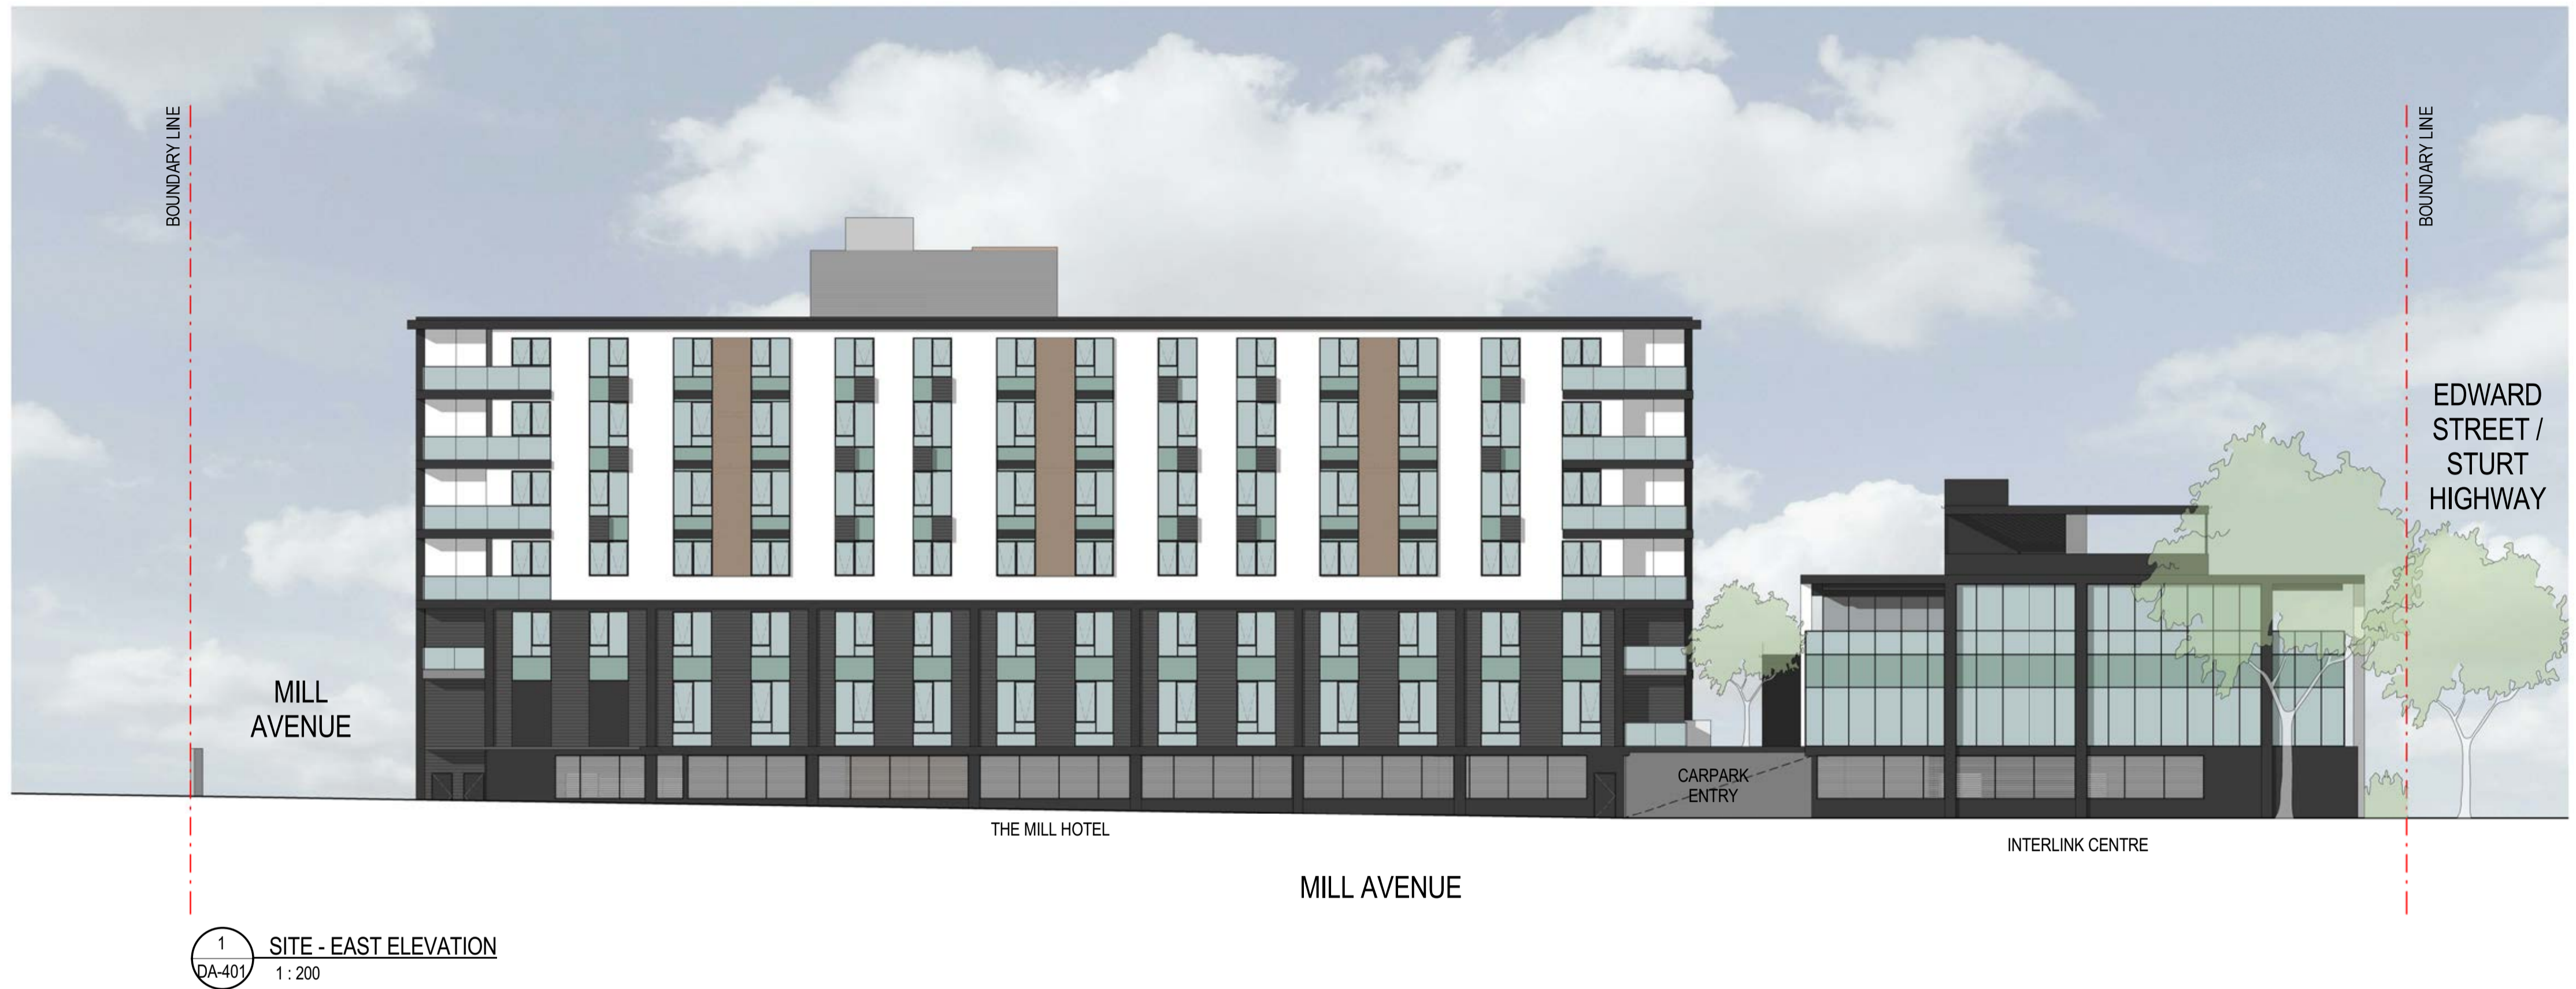 BOUNDARY LINE
BOUNDARY LINE
EDWARD
STREET /
STURT
HIGHWAY
MILL
AVENUE
CARPARK
ENTRY
THE MILL HOTEL
INTERLINK CENTRE
MILL AVENUE
1
DA-401
SITE - EAST ELEVATION
1 : 200